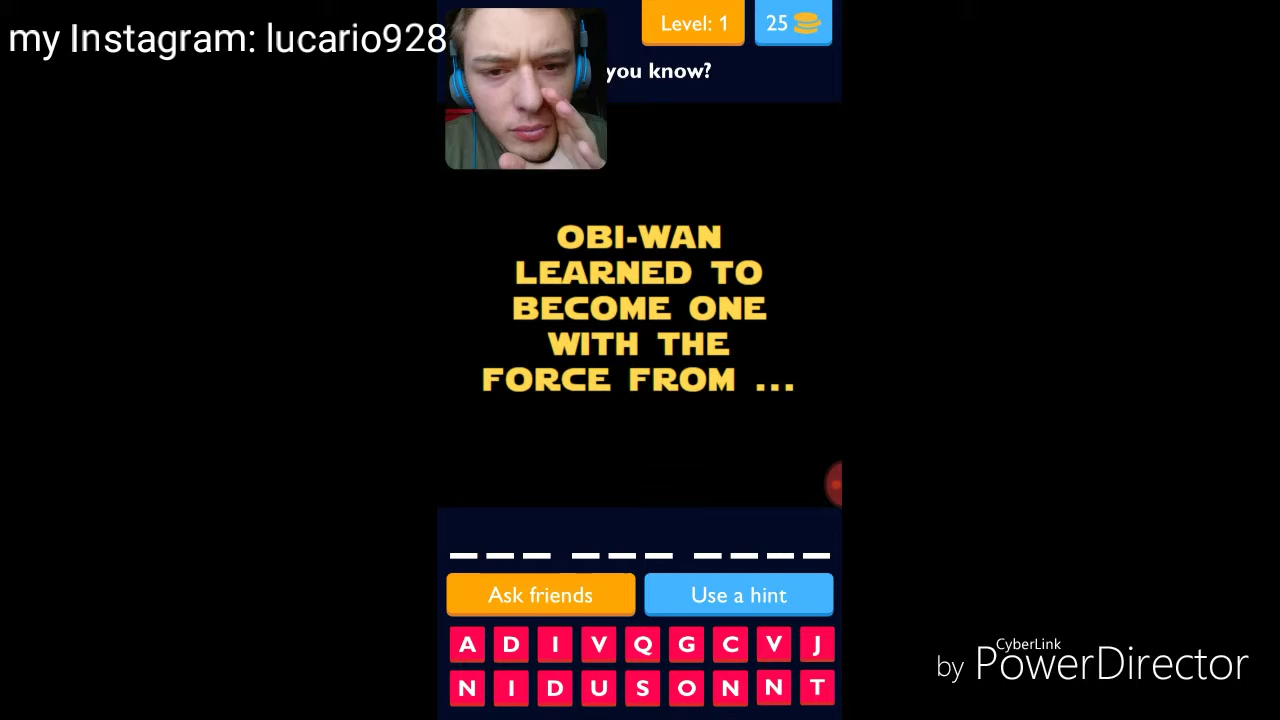 my Instagram: lucario928
Level: 1
25
you know?
OBI-WAN
LEARNED TO
BECOME ONE
WITH THE
FORCE FROM ...
Ask friends
Use a hint
A D I V Q G C V J
N I D U S O N N T
by CyberLink PowerDirector